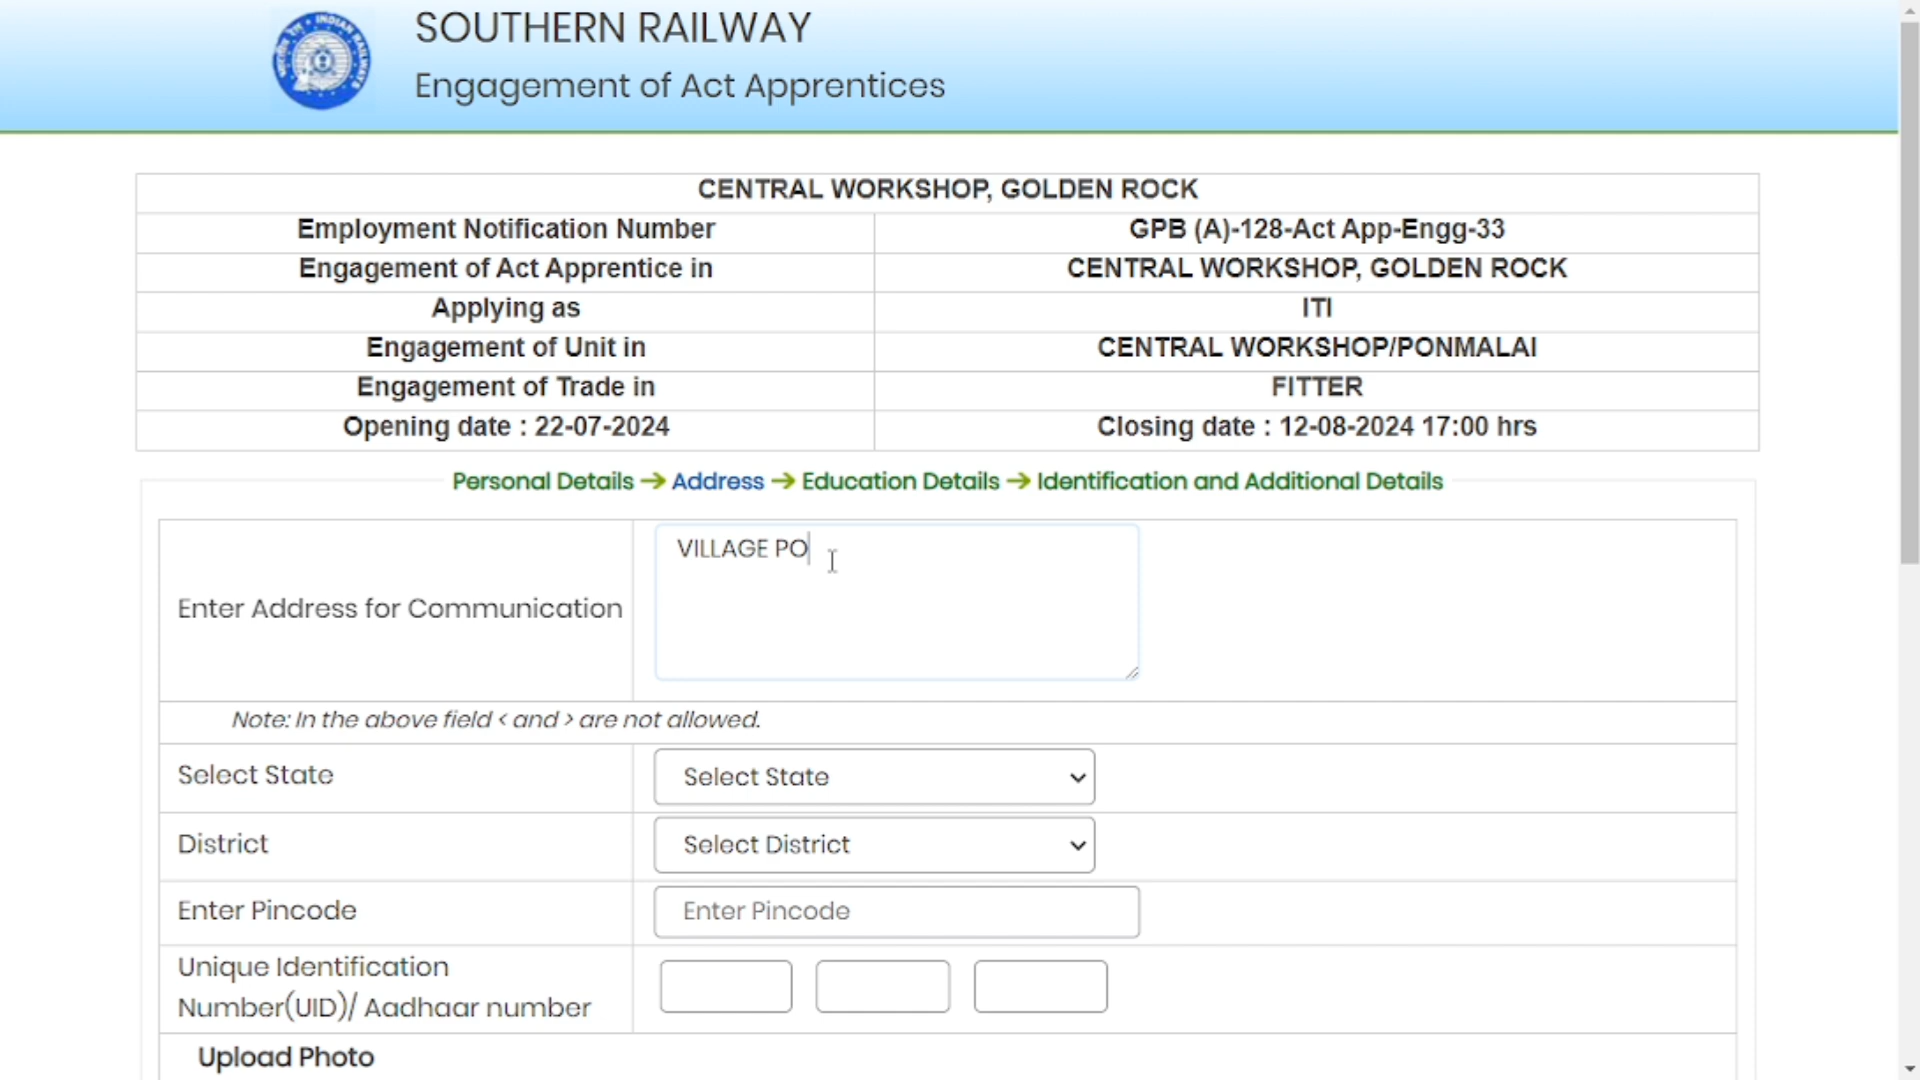 SOUTHERN RAILWAY
Engagement of Act Apprentices
CENTRAL WORKSHOP, GOLDEN ROCK
Employment Notification Number GPB (A)-128-Act App-Engg-33
Engagement of Act Apprentice in CENTRAL WORKSHOP, GOLDEN ROCK
Applying as ITI
Engagement of Unit in CENTRAL WORKSHOP/PONMALAI
Engagement of Trade in FITTER
Opening date : 22-07-2024 Closing date : 12-08-2024 17:00 hrs
Personal Details → Address → Education Details → Identification and Additional Details
VILLAGE PO
Enter Address for Communication
Note: In the above field < and > are not allowed.
Select State Select State
District Select District
Enter Pincode Enter Pincode
Unique Identification
Number(UID)/ Aadhaar number
Upload Photo